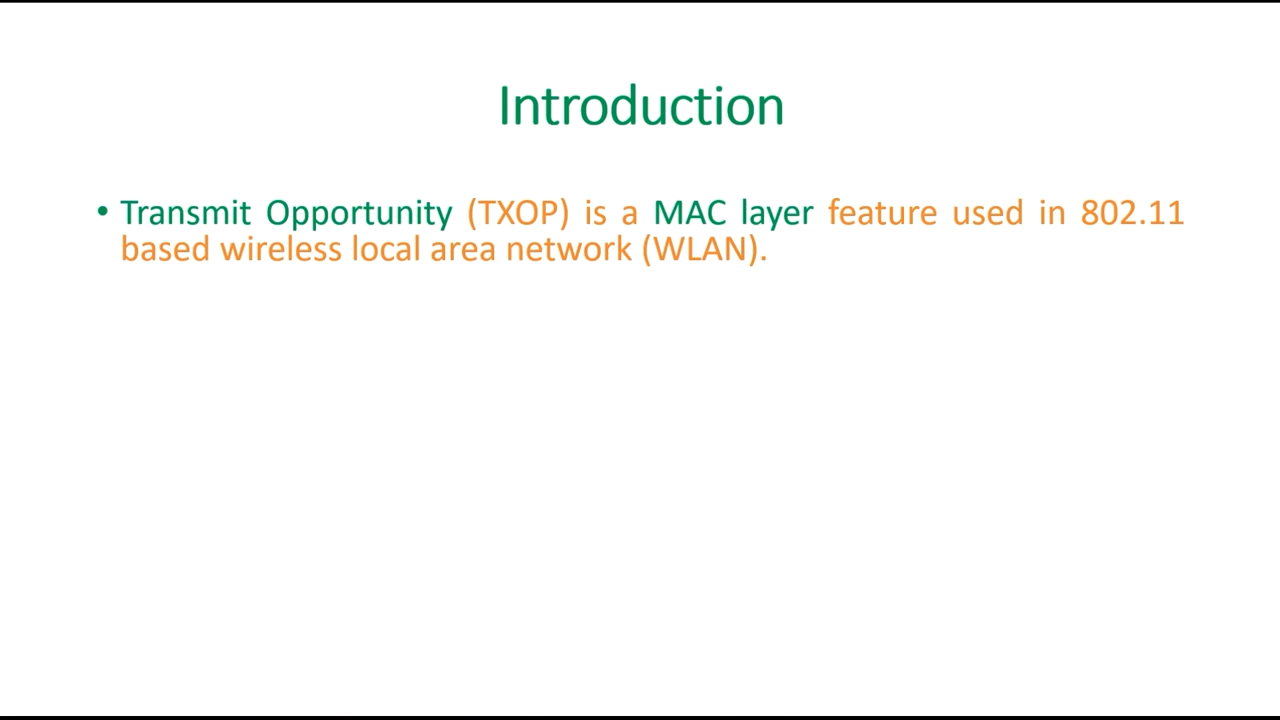 Introduction
• Transmit Opportunity (TXOP) is a MAC layer feature used in 802.11
based wireless local area network (WLAN).